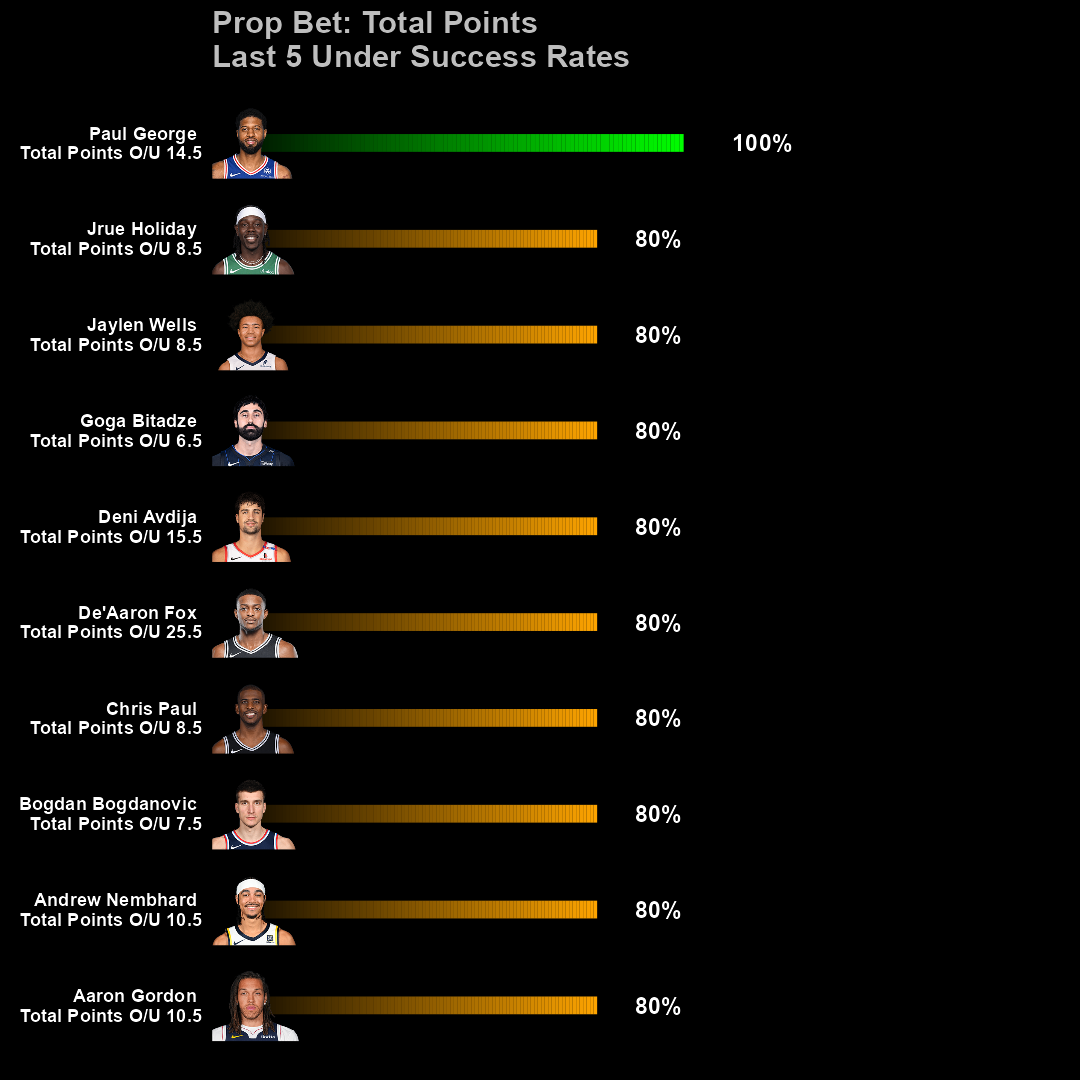 Prop Bet: Total Points
Last 5 Under Success Rates
Paul George
Total Points O/U 14.5
100%
Jrue Holiday
Total Points O/U 8.5
80%
Jaylen Wells
Total Points O/U 8.5
80%
Goga Bitadze
Total Points O/U 6.5
80%
Deni Avdija
Total Points O/U 15.5
80%
De'Aaron Fox
Total Points O/U 25.5
80%
Chris Paul
Total Points O/U 8.5
80%
Bogdan Bogdanovic
Total Points O/U 7.5
80%
Andrew Nembhard
Total Points O/U 10.5
80%
Aaron Gordon
Total Points O/U 10.5
80%